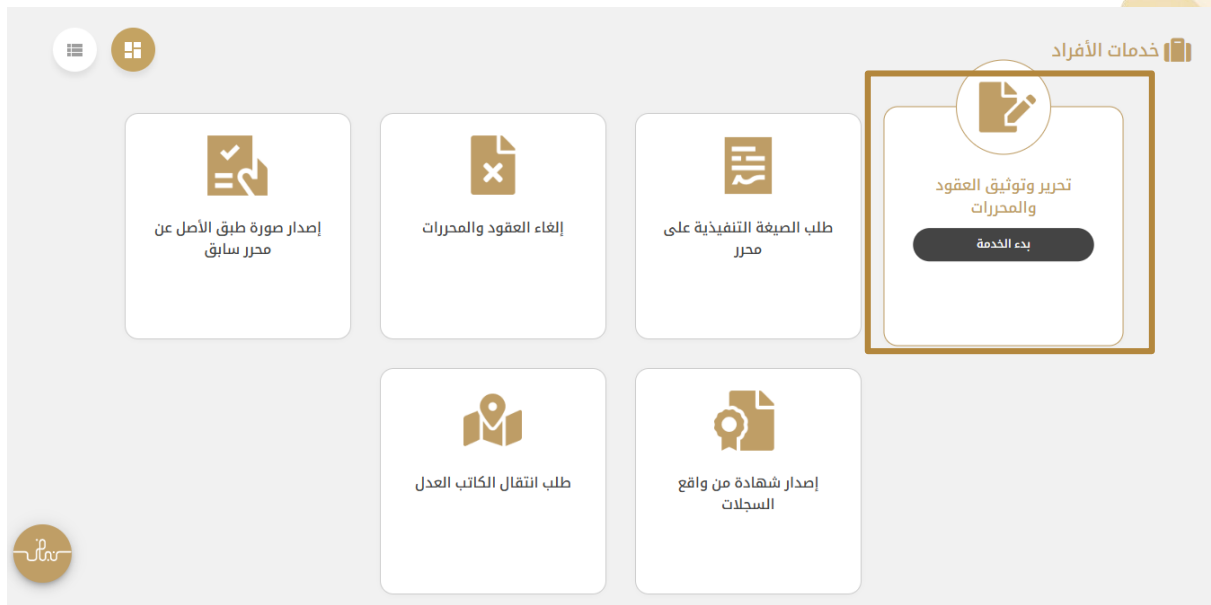 خدمات الأفراد
تحرير وتوثيق العقود
والمحررات
بدء الخدمة
طلب الصيغة التنفيذية على
محرر
إلغاء العقود والمحررات
إصدار صورة طبق الأصل عن
محرر سابق
إصدار شهادة من واقع
السجلات
طلب انتقال الكاتب العدل